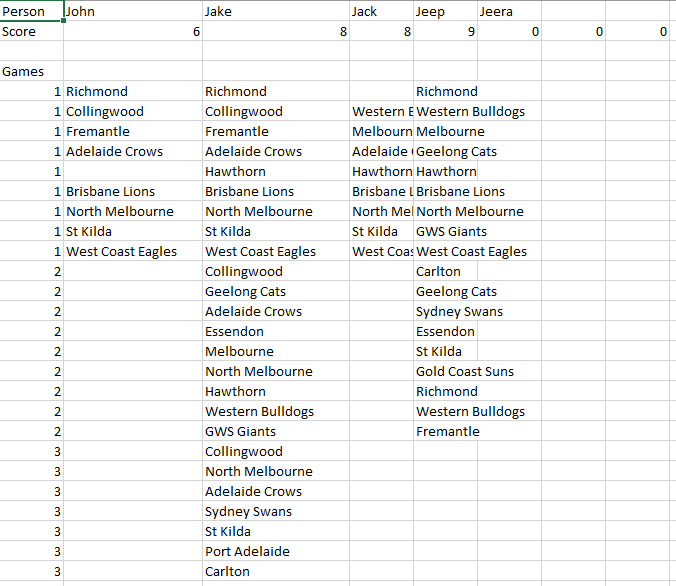 Person John Jake Jack Jeep Jeera
Score 6 8 8 9 0 0 0
Games
1 Richmond Richmond Richmond
1 Collingwood Collingwood Western Western Bulldogs
1 Fremantle Fremantle Melbourn Melbourne
1 Adelaide Crows Adelaide Crows Adelaide Geelong Cats
1 Hawthorn Hawthorn Hawthorn
1 Brisbane Lions Brisbane Lions Brisbane L Brisbane Lions
1 North Melbourne North Melbourne North Mel North Melbourne
1 St Kilda St Kilda St Kilda GWS Giants
1 West Coast Eagles West Coast Eagles West Coas West Coast Eagles
2 Collingwood Carlton
2 Geelong Cats Geelong Cats
2 Adelaide Crows Sydney Swans
2 Essendon Essendon
2 Melbourne St Kilda
2 North Melbourne Gold Coast Suns
2 Hawthorn Richmond
2 Western Bulldogs Western Bulldogs
2 GWS Giants Fremantle
3 Collingwood
3 North Melbourne
3 Adelaide Crows
3 Sydney Swans
3 St Kilda
3 Port Adelaide
3 Carlton